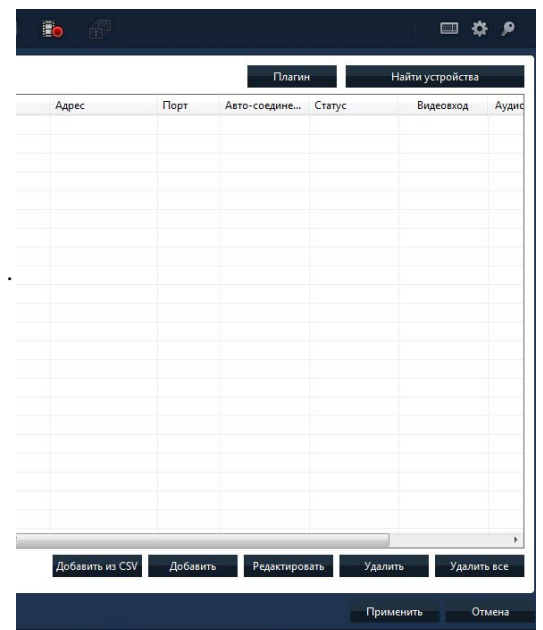 Плагин Найти устройства
Адрес Порт Авто-соедине... Статус Видеовход Аудио
Добавить из CSV Добавить Редактировать Удалить Удалить все
Применить Отмена